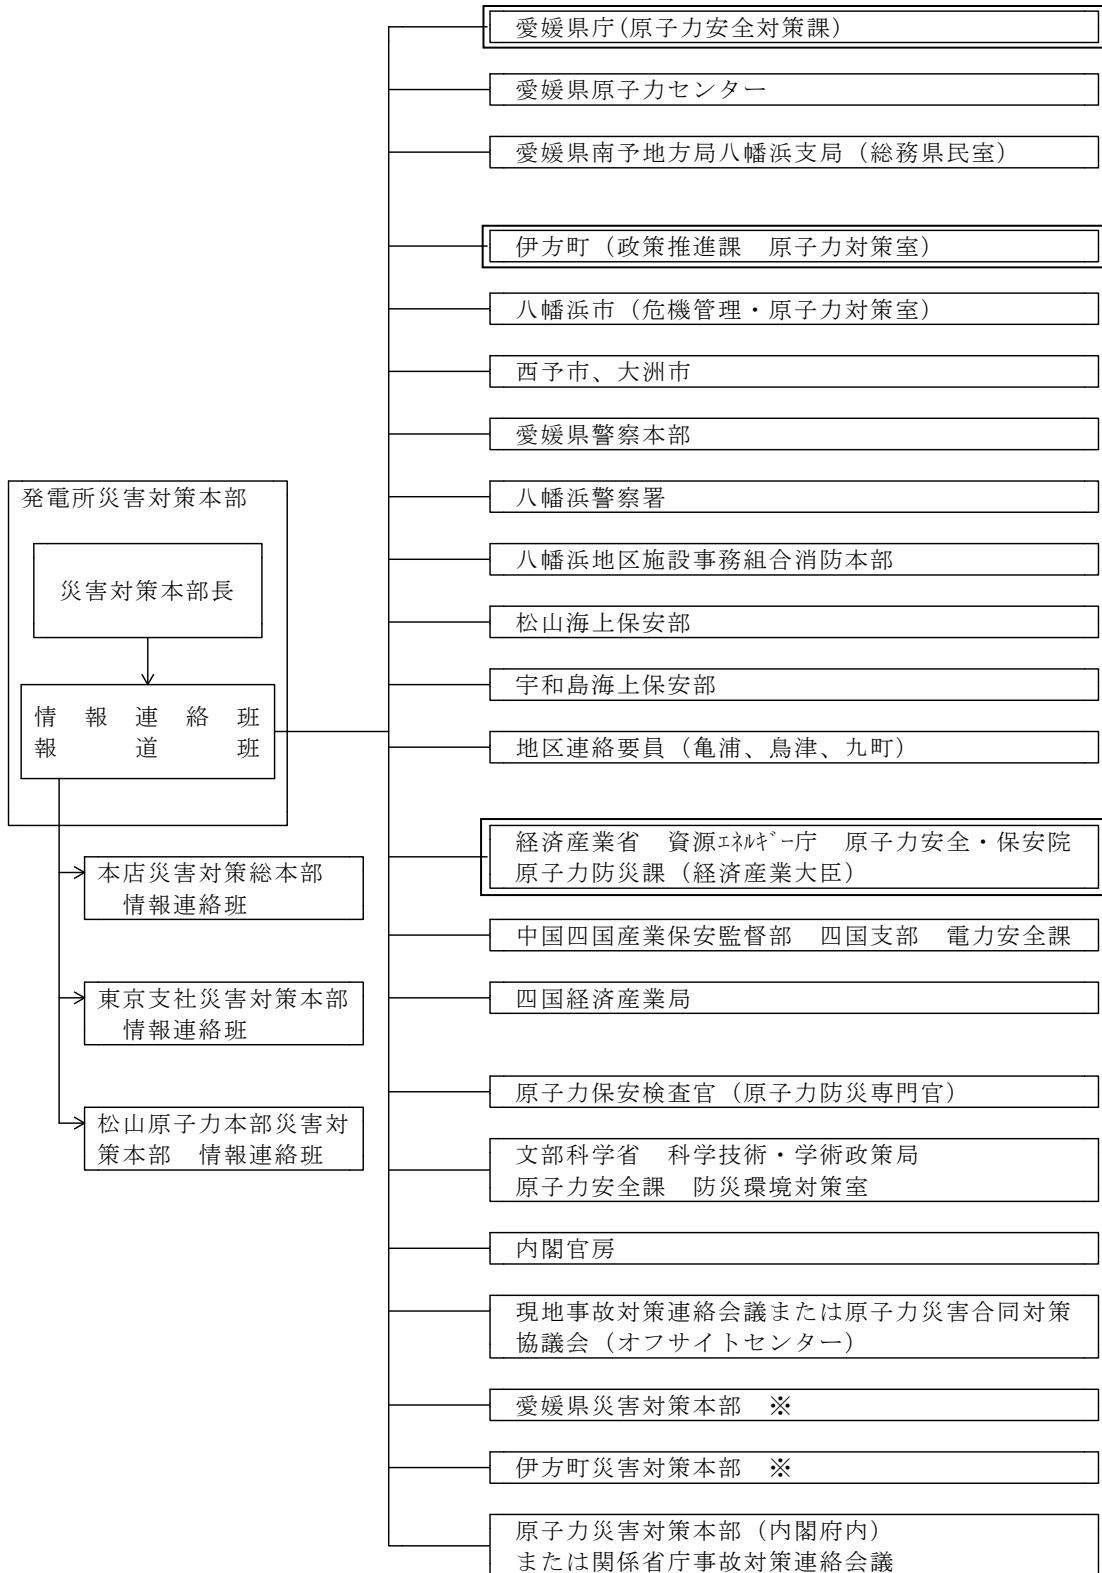 愛媛県庁(原子力安全対策課)
愛媛県原子力センター
愛媛県南予地方局八幡浜支局（総務県民室）
伊方町（政策推進課　原子力対策室）
八幡浜市（危機管理・原子力対策室）
西予市、大洲市
愛媛県警察本部
八幡浜警察署
八幡浜地区施設事務組合消防本部
松山海上保安部
宇和島海上保安部
地区連絡要員（亀浦、鳥津、九町）
経済産業省　資源ｴﾈﾙｷﾞｰ庁　原子力安全・保安院
原子力防災課（経済産業大臣）
中国四国産業保安監督部　四国支部　電力安全課
四国経済産業局
原子力保安検査官（原子力防災専門官）
文部科学省　科学技術・学術政策局
原子力安全課　防災環境対策室
内閣官房
現地事故対策連絡会議または原子力災害合同対策
協議会（オフサイトセンター）
愛媛県災害対策本部　※
伊方町災害対策本部　※
原子力災害対策本部（内閣府内）
または関係省庁事故対策連絡会議
発電所災害対策本部
災害対策本部長
情報連絡班
報道班
本店災害対策総本部
情報連絡班
東京支社災害対策本部
情報連絡班
松山原子力本部災害対
策本部　情報連絡班